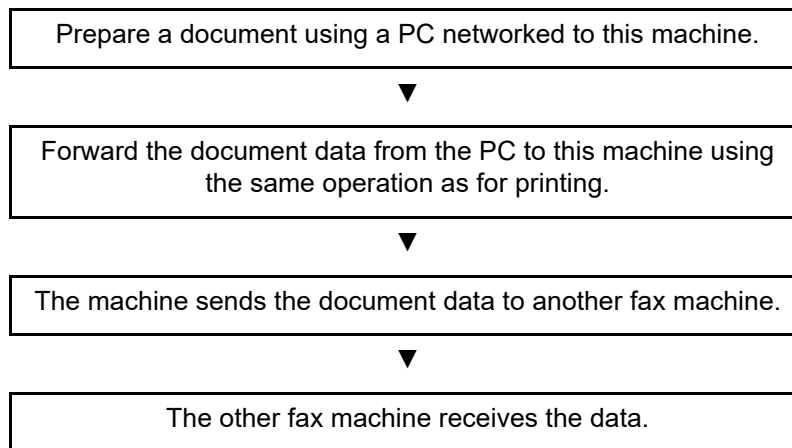 Prepare a document using a PC networked to this machine.
▼
Forward the document data from the PC to this machine using
the same operation as for printing.
▼
The machine sends the document data to another fax machine.
▼
The other fax machine receives the data.